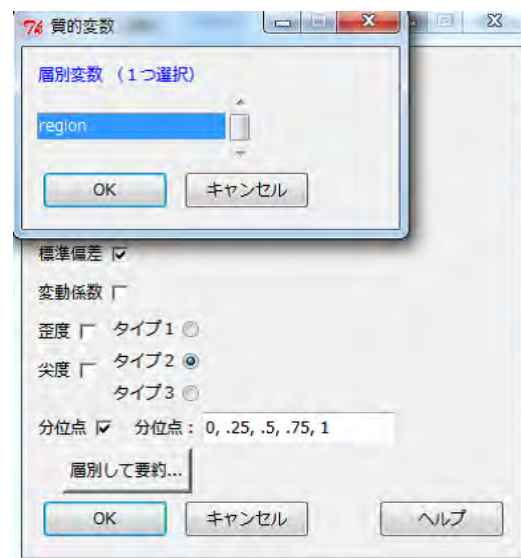 質的変数
層別変数 (1つ選択)
region
OK キャンセル
標準偏差
変動係数
歪度 タイプ1
尖度 タイプ2
タイプ3
分位点 分位点: 0, .25, .5, .75, 1
層別して要約...
OK キャンセル ヘルプ